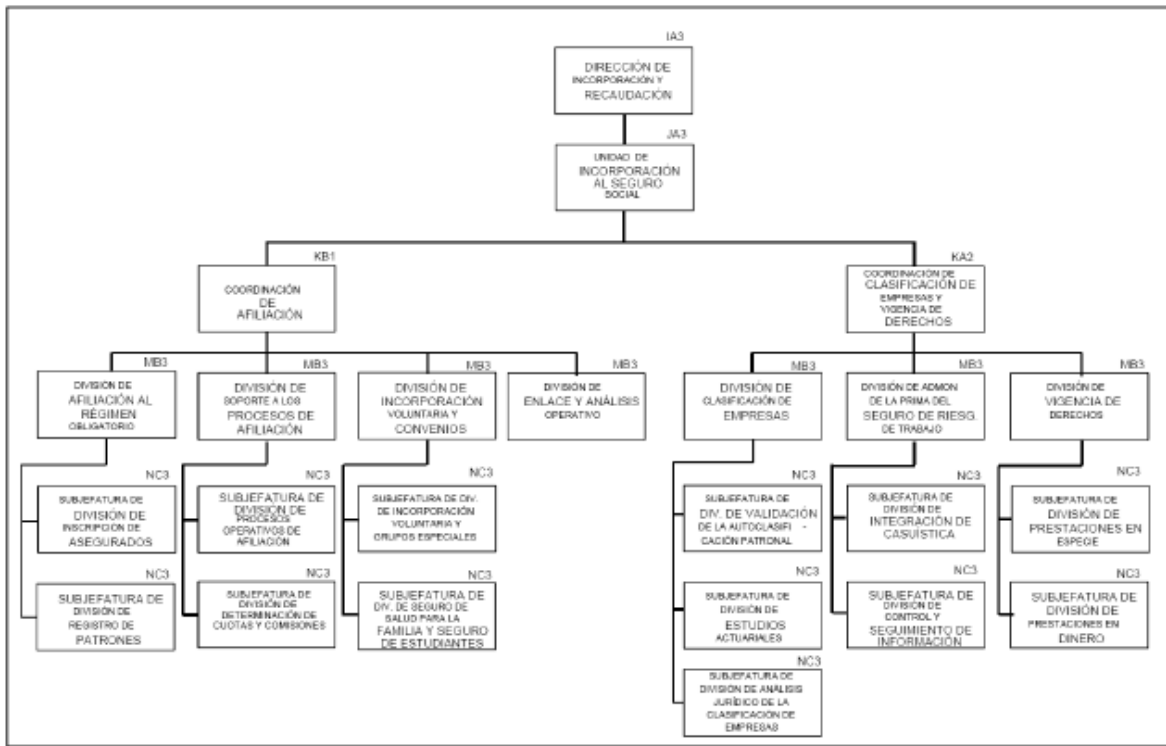 IA3
DIRECCIÓN DE
INCORPORACIÓN Y
RECAUDACIÓN
JA3
UNIDAD DE
INCORPORACIÓN
AL SEGURO
SOCIAL
KB1
COORDINACIÓN
DE
AFILIACIÓN
KA2
COORDINACIÓN DE
CLASIFICACIÓN DE
EMPRESAS Y
VIGENCIA DE
DERECHOS
MB3
DIVISIÓN DE
AFILIACIÓN AL
RÉGIMEN
OBLIGATORIO
MB3
DIVISIÓN DE
SOPORTE A LOS
PROCESOS DE
AFILIACIÓN
MB3
DIVISIÓN DE
INCORPORACIÓN
VOLUNTARIA Y
CONVENIOS
MB3
DIVISIÓN DE
ENLACE Y ANÁLISIS
OPERATIVO
MB3
DIVISIÓN DE
CLASIFICACIÓN DE
EMPRESAS
MB3
DIVISIÓN DE ADMON
DE LA PRIMA DEL
SEGURO DE RIESG.
DE TRABAJO
MB3
DIVISIÓN DE
VIGENCIA DE
DERECHOS
NC3
SUBJEFATURA DE
DIVISIÓN DE
INSCRIPCIÓN DE
ASEGURADOS
NC3
SUBJEFATURA DE
DIVISIÓN DE
PROCESOS
OPERATIVOS DE
AFILIACIÓN
NC3
SUBJEFATURA DE DIV.
DE INCORPORACIÓN
VOLUNTARIA Y
GRUPOS ESPECIALES
NC3
SUBJEFATURA DE
DIV. DE VALIDACIÓN
DE LA AUTOCLASIFI -
CACIÓN PATRONAL
NC3
SUBJEFATURA DE
DIVISIÓN DE
INTEGRACIÓN DE
CASUÍSTICA
NC3
SUBJEFATURA DE
DIVISIÓN DE
PRESTACIONES EN
ESPECIE
NC3
SUBJEFATURA DE
DIVISIÓN DE
REGISTRO DE
PATRONES
NC3
SUBJEFATURA DE
DIVISIÓN DE
DETERMINACIÓN DE
CUOTAS Y COMISIONES
NC3
SUBJEFATURA DE
DIV. DE SEGURO DE
SALUD PARA LA
FAMILIA Y SEGURO
DE ESTUDIANTES
NC3
SUBJEFATURA DE
DIVISIÓN DE
ESTUDIOS
ACTUARIALES
NC3
SUBJEFATURA DE
DIVISIÓN DE
CONTROL Y
SEGUIMIENTO DE
INFORMACIÓN
NC3
SUBJEFATURA DE
DIVISIÓN DE
PRESTACIONES EN
DINERO
NC3
SUBJEFATURA DE
DIVISIÓN DE ANÁLISIS
JURÍDICO DE LA
CLASIFICACIÓN DE
EMPRESAS